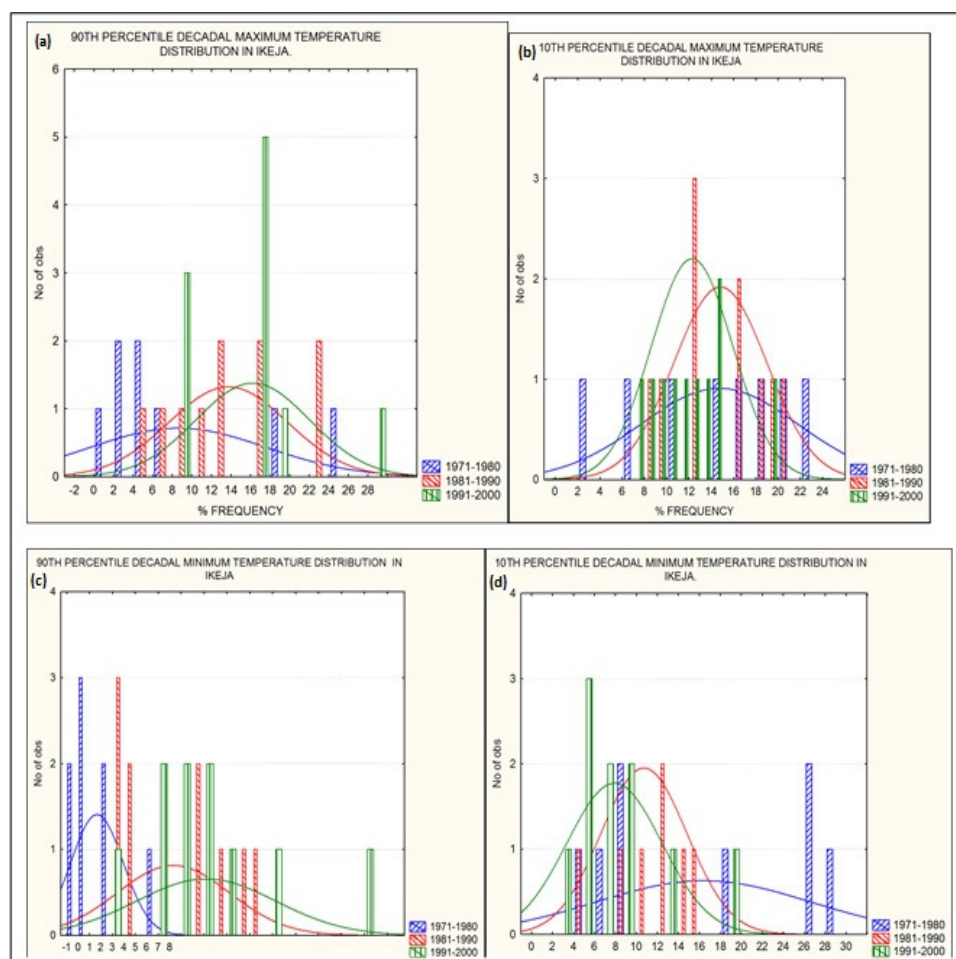 (a)
90TH PERCENTILE DECADAL MAXIMUM TEMPERATURE
DISTRIBUTION IN IKEJA.
6
5
4
3
2
1
0
No of obs
-2 0 2 4 6 8 10 12 14 16 18 20 22 24 26 28
% FREQUENCY
1971-1980
1981-1990
1991-2000
(b)
10TH PERCENTILE DECADAL MAXIMUM TEMPERATURE
DISTRIBUTION IN IKEJA
4
3
2
1
0
No of obs
0 2 4 6 8 10 12 14 16 18 20 22 24
% FREQUENCY
1971-1980
1981-1990
1991-2000
(c)
90TH PERCENTILE DECADAL MINIMUM TEMPERATURE DISTRIBUTION IN
IKEJA
4
3
2
1
0
No of obs
-1 0 1 2 3 4 5 6 7 8
1971-1980
1981-1990
1991-2000
(d)
10TH PERCENTILE DECADAL MINIMUM TEMPERATURE DISTRIBUTION IN
IKEJA.
4
3
2
1
0
No of obs
0 2 4 6 8 10 12 14 16 18 20 22 24 26 28 30
1971-1980
1981-1990
1991-2000